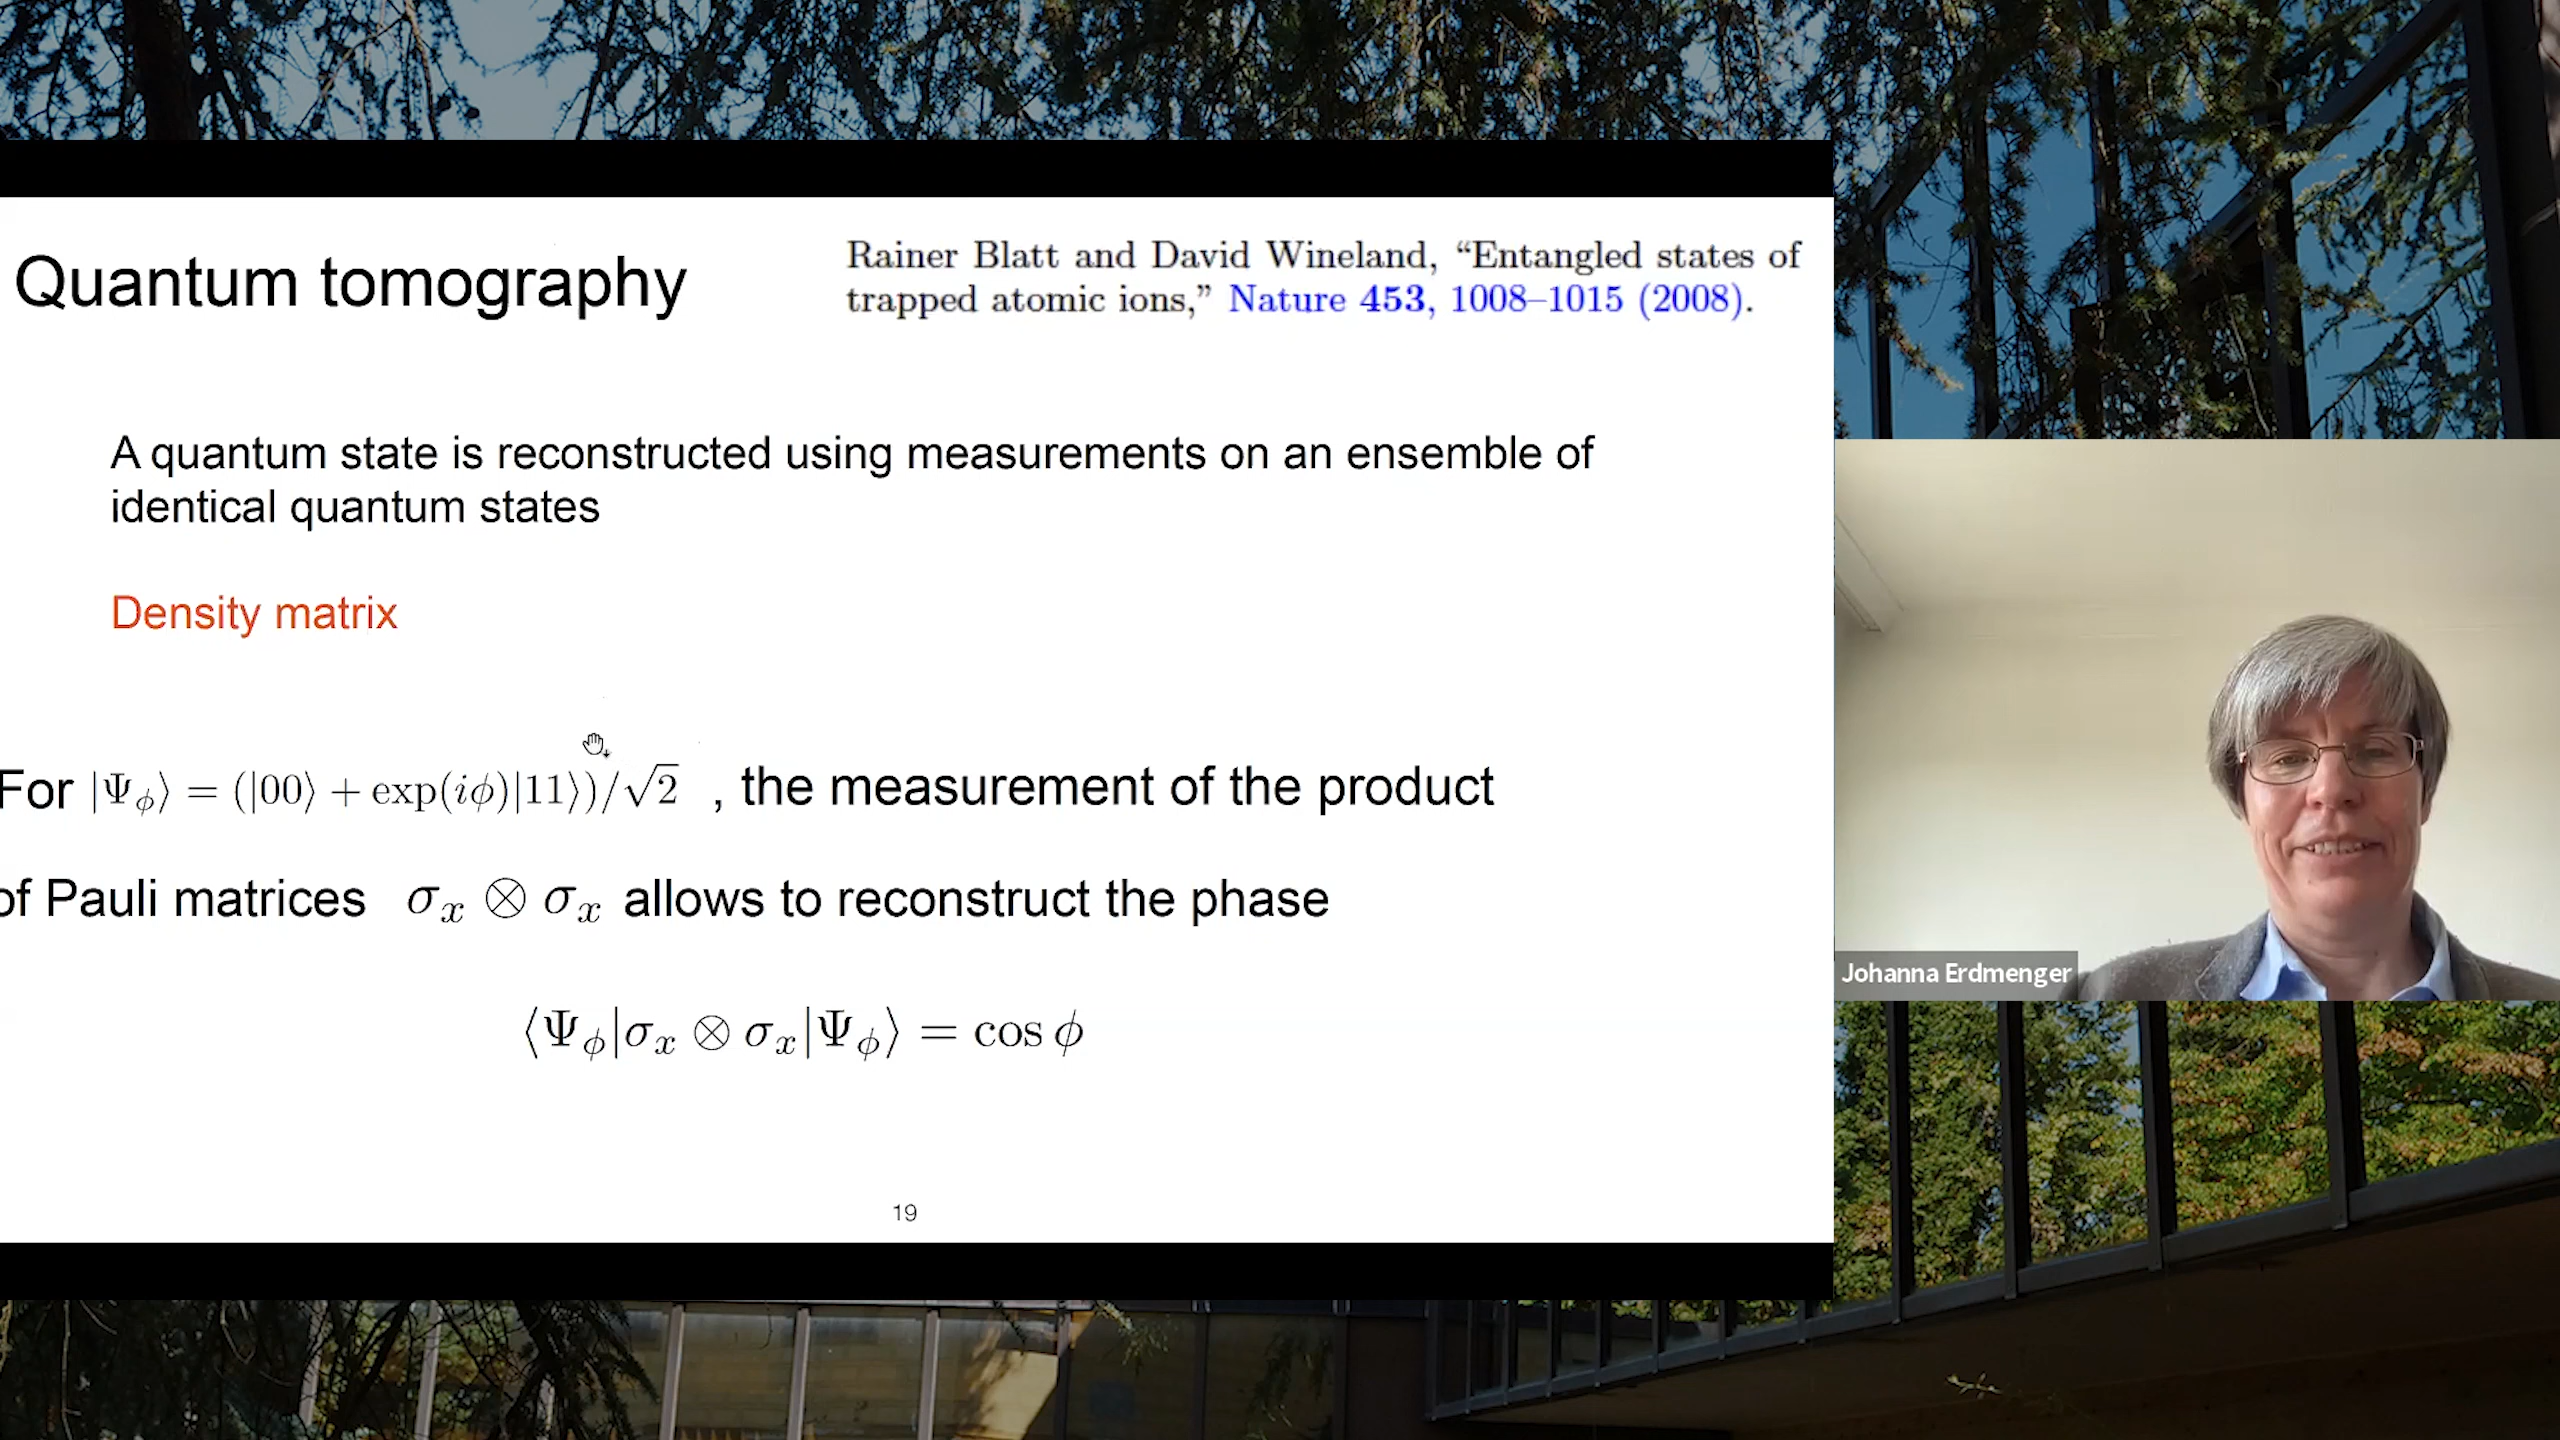 Quantum tomography
Rainer Blatt and David Wineland, “Entangled states of
trapped atomic ions,” Nature 453, 1008–1015 (2008).
A quantum state is reconstructed using measurements on an ensemble of
identical quantum states
Density matrix
For |Ψ_ϕ⟩ = (|00⟩ + exp(iϕ)|11⟩)/√2 , the measurement of the product
of Pauli matrices σ_x ⊗ σ_x allows to reconstruct the phase
⟨Ψ_ϕ|σ_x ⊗ σ_x|Ψ_ϕ⟩ = cos ϕ
19
Johanna Erdmenger